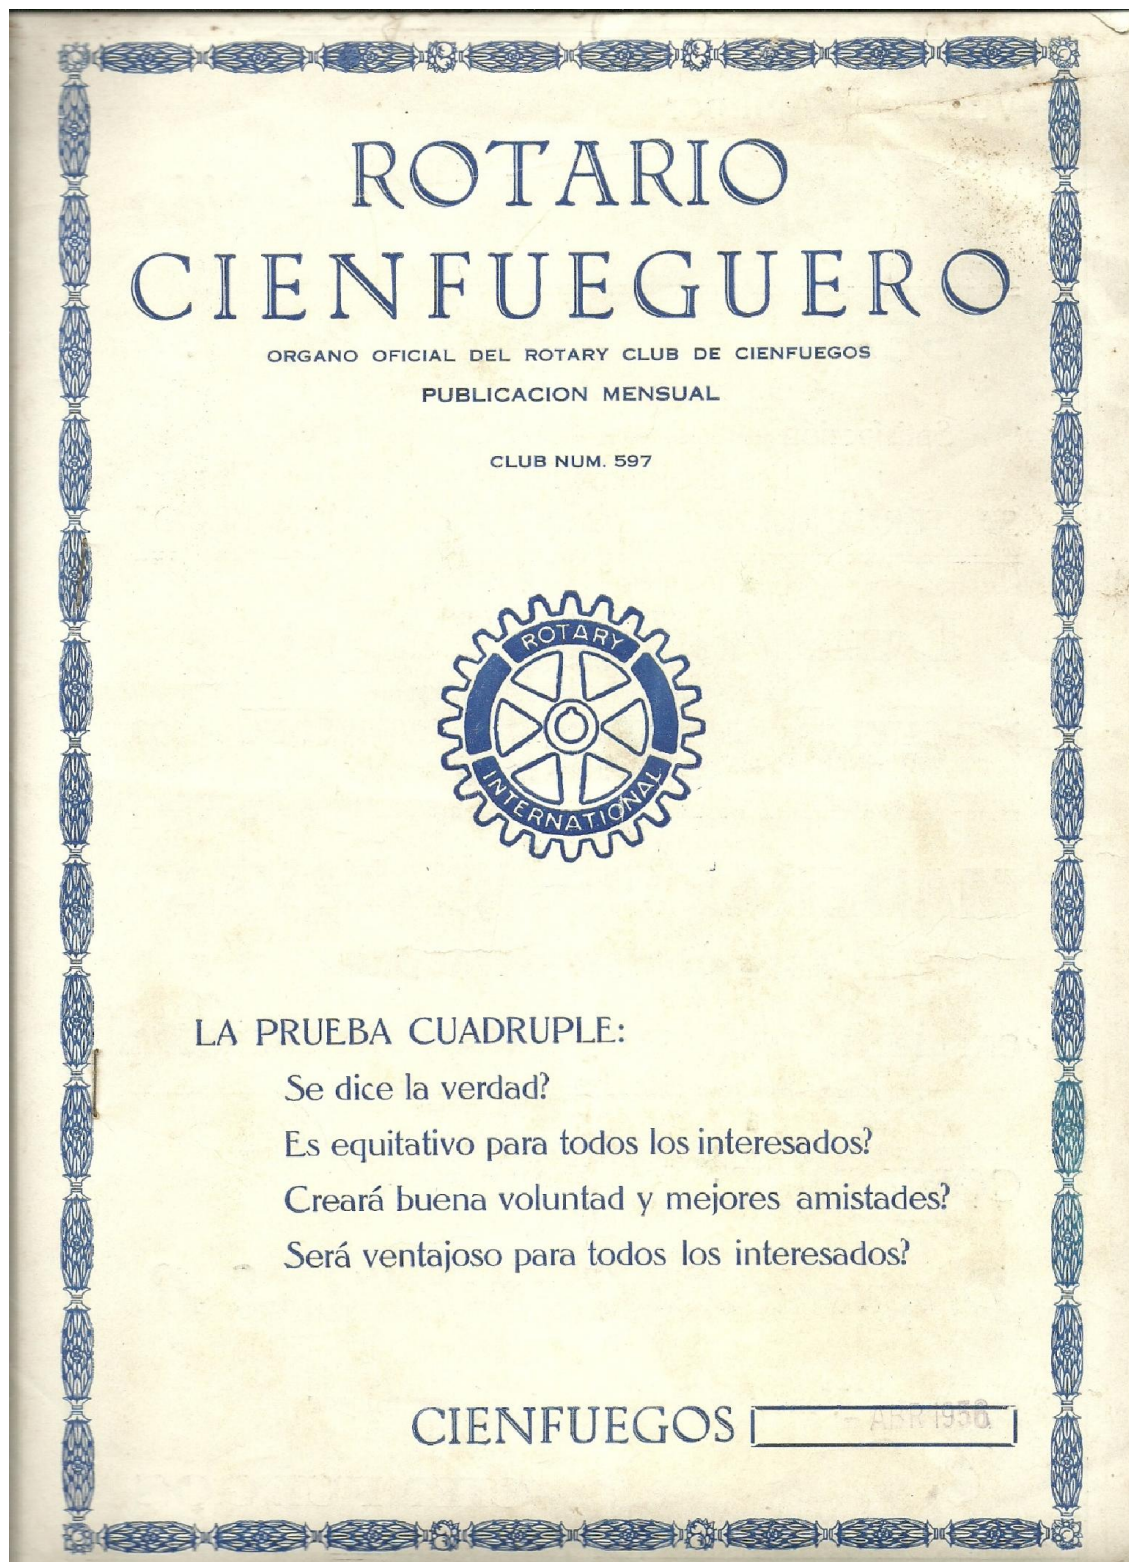 ROTARIO
CIENFUEGUERO
ORGANO OFICIAL DEL ROTARY CLUB DE CIENFUEGOS
PUBLICACION MENSUAL
CLUB NUM. 597
ROTARY
INTERNATIONAL
LA PRUEBA CUADRUPLE:
Se dice la verdad?
Es equitativo para todos los interesados?
Creará buena voluntad y mejores amistades?
Será ventajoso para todos los interesados?
CIENFUEGOS - ABR 1958